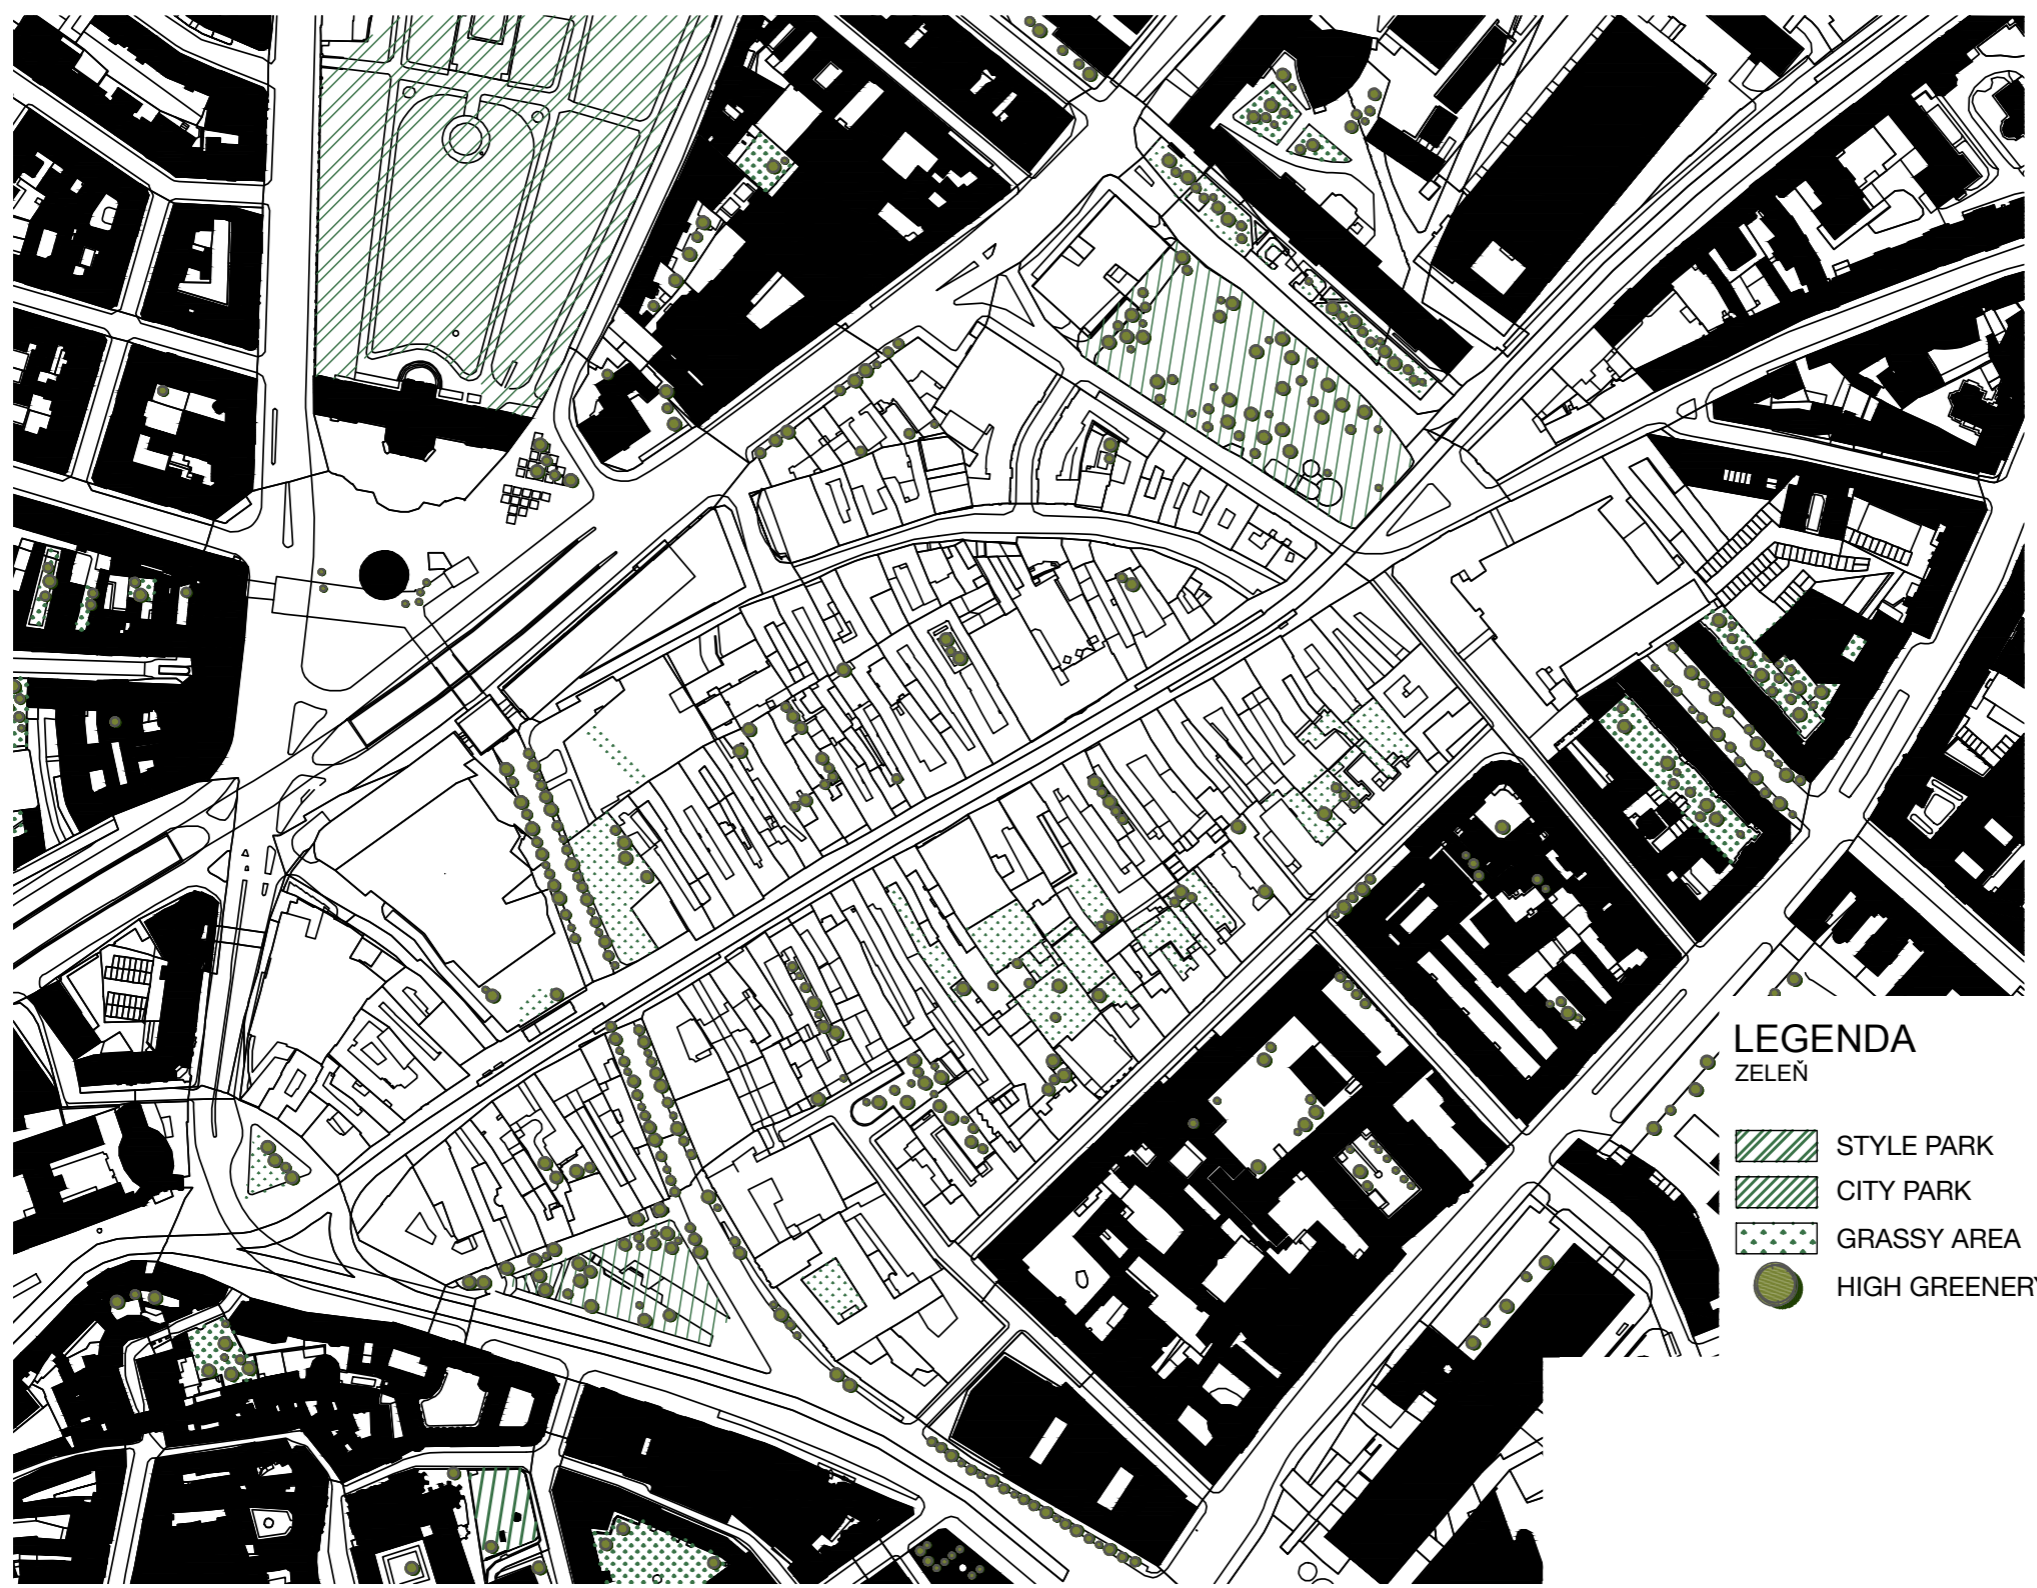 LEGENDA
ZELEŇ
STYLE PARK
CITY PARK
GRASSY AREA
HIGH GREENERY